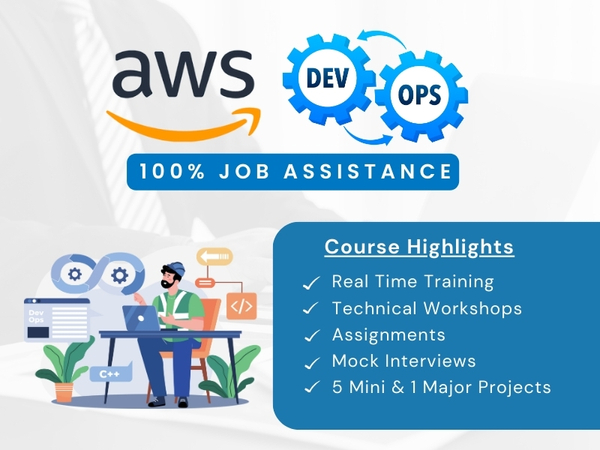 aws
DEV
OPS
100% JOB ASSISTANCE
Course Highlights
Real Time Training
Technical Workshops
Assignments
Mock Interviews
5 Mini & 1 Major Projects
Dev
Ops
</>
C++